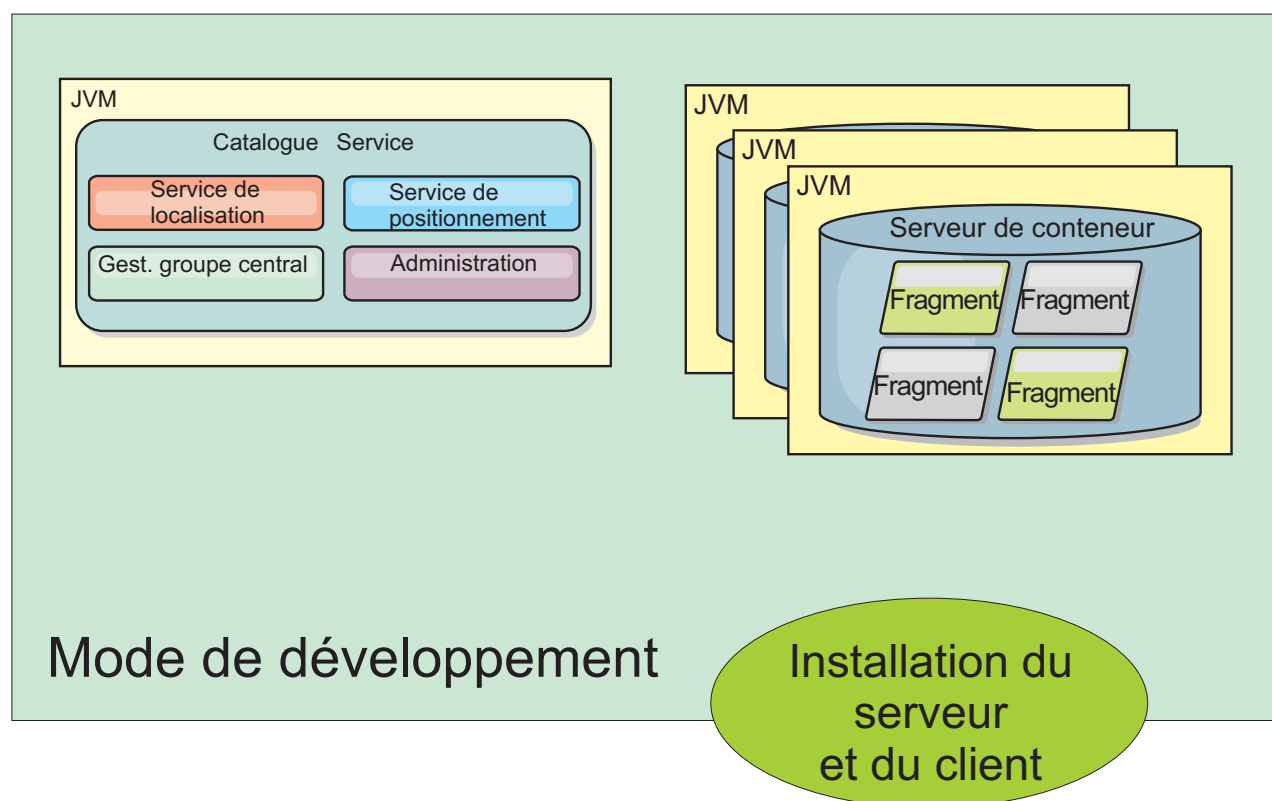 JVM
Catalogue Service
Service de
localisation
Service de
positionnement
Gest. groupe central
Administration
JVM
JVM
JVM
Serveur de conteneur
Fragment
Fragment
Fragment
Fragment
Mode de développement
Installation du
serveur
et du client